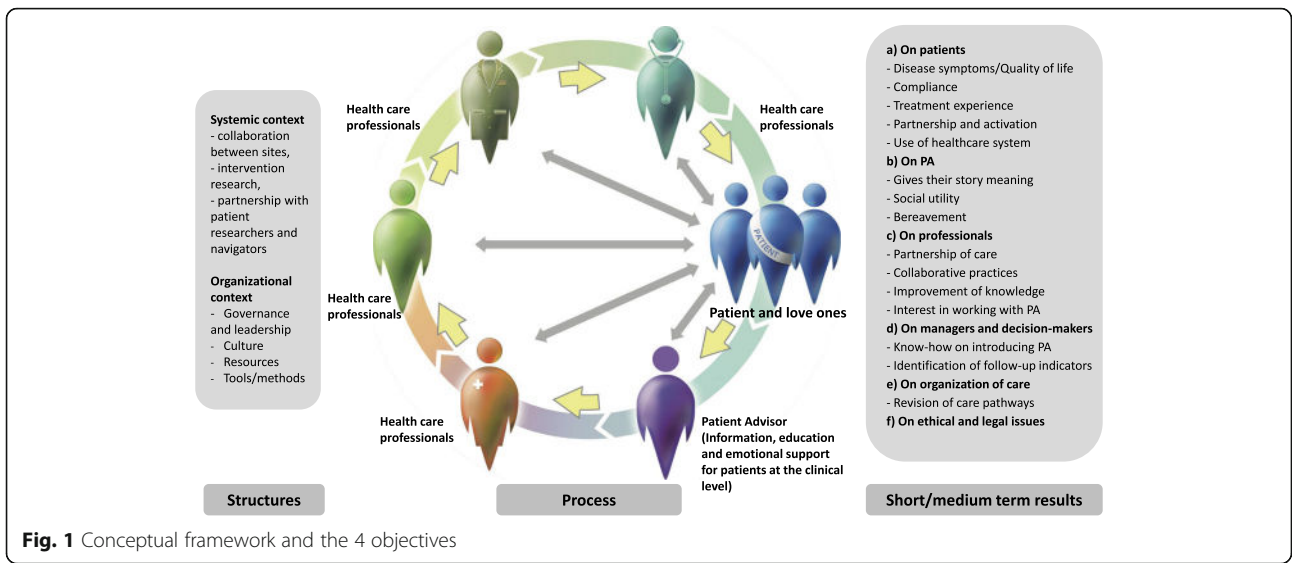 Systemic context
- collaboration
between sites,
- intervention
research,
- partnership with
patient
researchers and
navigators
Organizational
context
- Governance
and leadership
- Culture
- Resources
- Tools/methods
Structures
Health care
professionals
Health care
professionals
Health care
professionals
Health care
professionals
PATIENT
Patient and love ones
Patient Advisor
(Information, education
and emotional support
for patients at the clinical
level)
Process
a) On patients
- Disease symptoms/Quality of life
- Compliance
- Treatment experience
- Partnership and activation
- Use of healthcare system
b) On PA
- Gives their story meaning
- Social utility
- Bereavement
c) On professionals
- Partnership of care
- Collaborative practices
- Improvement of knowledge
- Interest in working with PA
d) On managers and decision-makers
- Know-how on introducing PA
- Identification of follow-up indicators
e) On organization of care
- Revision of care pathways
f) On ethical and legal issues
Short/medium term results
Fig. 1 Conceptual framework and the 4 objectives